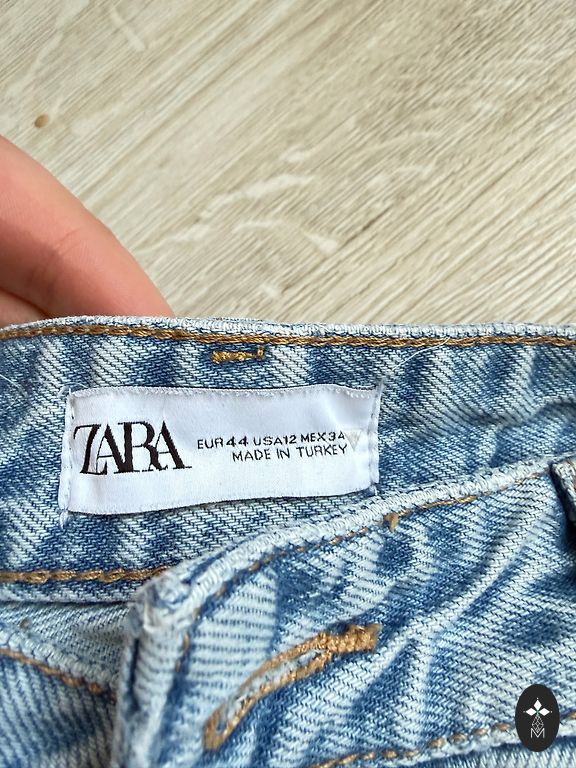 ZARA
EUR 44 USA 12 MEX 34
MADE IN TURKEY
M